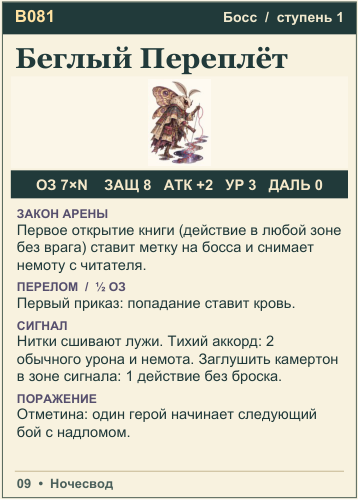 B081
Босс / ступень 1
Беглый Переплёт
ОЗ 7×N ЗАЩ 8 АТК +2 УР 3 ДАЛЬ 0
ЗАКОН АРЕНЫ
Первое открытие книги (действие в любой зоне
без врага) ставит метку на босса и снимает
немоту с читателя.
ПЕРЕЛОМ / ½ ОЗ
Первый приказ: попадание ставит кровь.
СИГНАЛ
Нитки сшивают лужи. Тихий аккорд: 2
обычного урона и немота. Заглушить камертон
в зоне сигнала: 1 действие без броска.
ПОРАЖЕНИЕ
Отметина: один герой начинает следующий
бой с надломом.
09 • Ночесвод